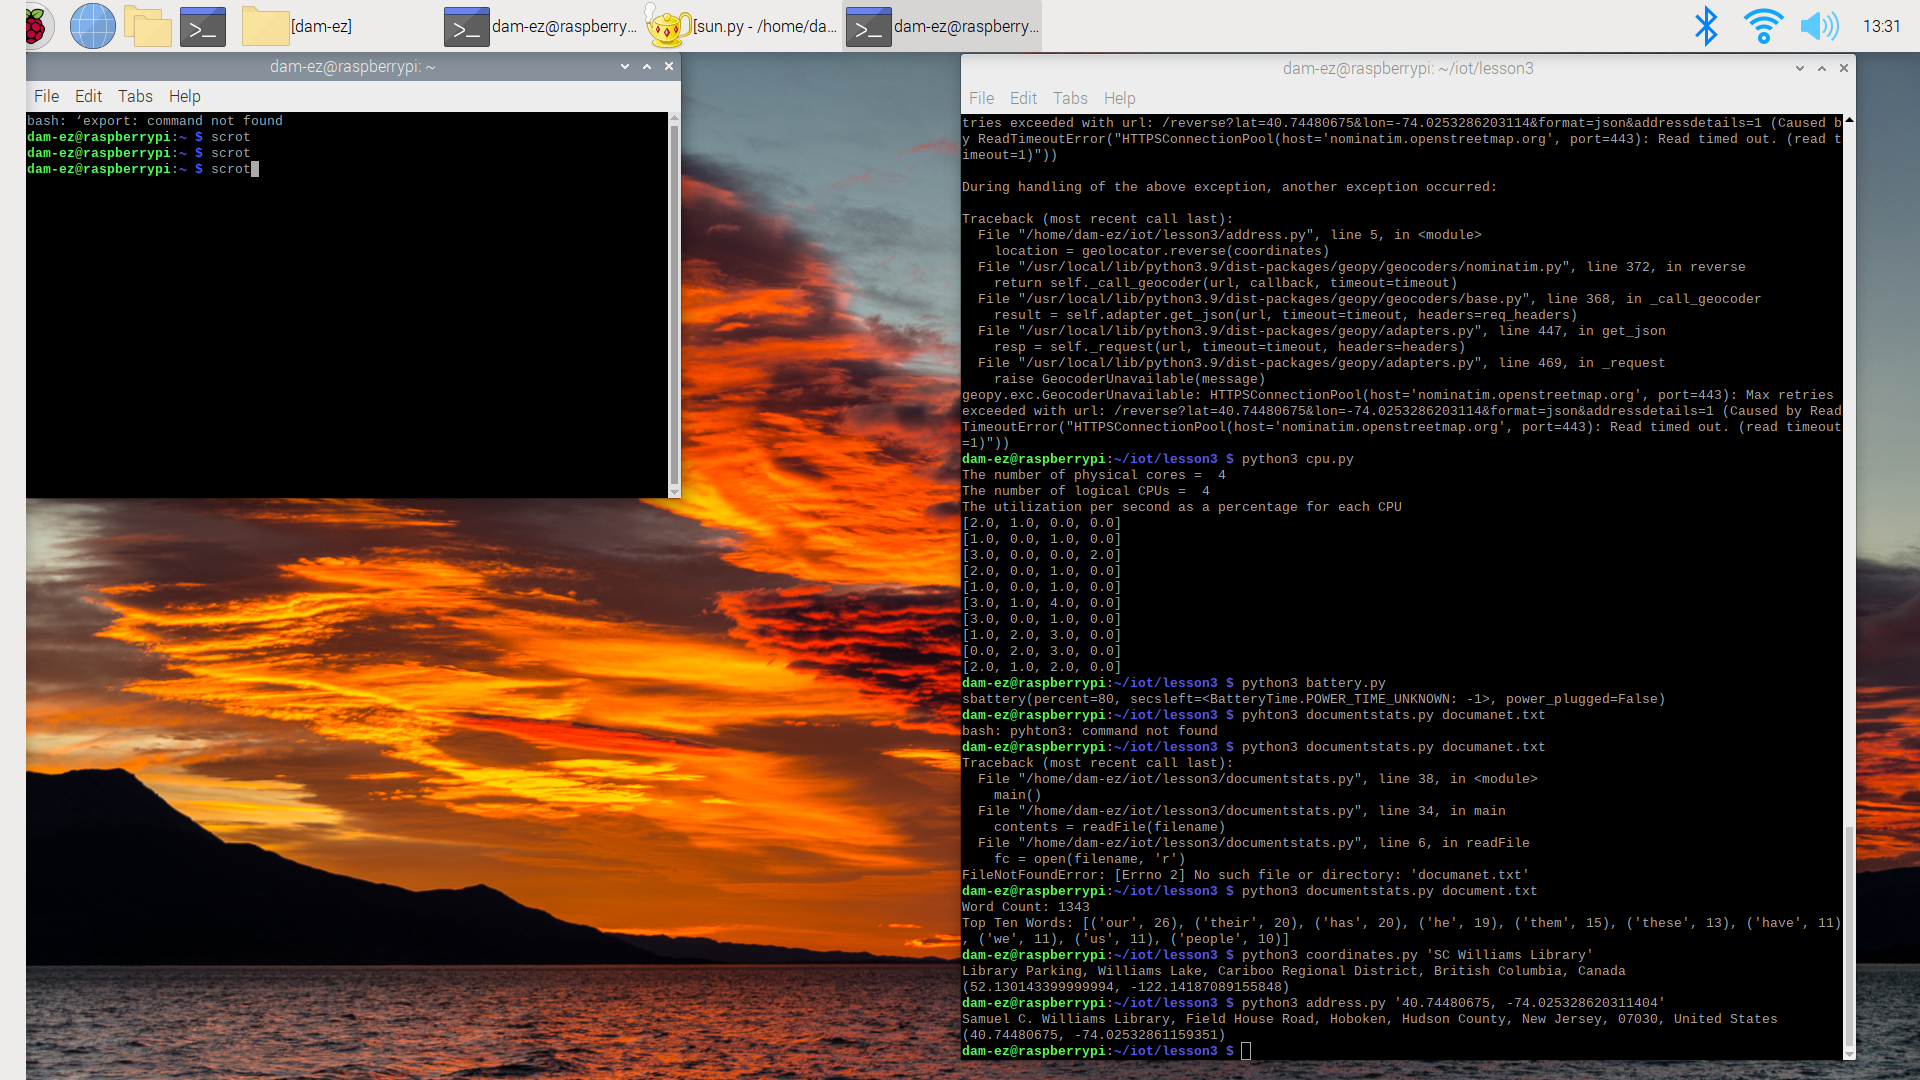 [dam-ez]
dam-ez@raspberry...
[sun.py - /home/da...
dam-ez@raspberry...
13:31
dam-ez@raspberrypi: ~
File Edit Tabs Help
bash: ‘export: command not found
dam-ez@raspberrypi:~ $ scrot
dam-ez@raspberrypi:~ $ scrot
dam-ez@raspberrypi:~ $ scrot
dam-ez@raspberrypi: ~/iot/lesson3
File Edit Tabs Help
tries exceeded with url: /reverse?lat=40.74480675&lon=-74.0253286203114&format=json&addressdetails=1 (Caused b
y ReadTimeoutError("HTTPSConnectionPool(host='nominatim.openstreetmap.org', port=443): Read timed out. (read t
imeout=1)"))
During handling of the above exception, another exception occurred:
Traceback (most recent call last):
  File "/home/dam-ez/iot/lesson3/address.py", line 5, in <module>
    location = geolocator.reverse(coordinates)
  File "/usr/local/lib/python3.9/dist-packages/geopy/geocoders/nominatim.py", line 372, in reverse
    return self._call_geocoder(url, callback, timeout=timeout)
  File "/usr/local/lib/python3.9/dist-packages/geopy/geocoders/base.py", line 368, in _call_geocoder
    result = self.adapter.get_json(url, timeout=timeout, headers=req_headers)
  File "/usr/local/lib/python3.9/dist-packages/geopy/adapters.py", line 447, in get_json
    resp = self._request(url, timeout=timeout, headers=headers)
  File "/usr/local/lib/python3.9/dist-packages/geopy/adapters.py", line 469, in _request
    raise GeocoderUnavailable(message)
geopy.exc.GeocoderUnavailable: HTTPSConnectionPool(host='nominatim.openstreetmap.org', port=443): Max retries
exceeded with url: /reverse?lat=40.74480675&lon=-74.0253286203114&format=json&addressdetails=1 (Caused by Read
TimeoutError("HTTPSConnectionPool(host='nominatim.openstreetmap.org', port=443): Read timed out. (read timeout
=1)"))
dam-ez@raspberrypi:~/iot/lesson3 $ python3 cpu.py
The number of physical cores =  4
The number of logical CPUs =  4
The utilization per second as a percentage for each CPU
[2.0, 1.0, 0.0, 0.0]
[1.0, 0.0, 1.0, 0.0]
[3.0, 0.0, 0.0, 2.0]
[2.0, 0.0, 1.0, 0.0]
[1.0, 0.0, 1.0, 0.0]
[3.0, 1.0, 4.0, 0.0]
[3.0, 0.0, 1.0, 0.0]
[1.0, 2.0, 3.0, 0.0]
[0.0, 2.0, 3.0, 0.0]
[2.0, 1.0, 2.0, 0.0]
dam-ez@raspberrypi:~/iot/lesson3 $ python3 battery.py
sbattery(percent=80, secsleft=<BatteryTime.POWER_TIME_UNKNOWN: -1>, power_plugged=False)
dam-ez@raspberrypi:~/iot/lesson3 $ pyhton3 documentstats.py documanet.txt
bash: pyhton3: command not found
dam-ez@raspberrypi:~/iot/lesson3 $ python3 documentstats.py documanet.txt
Traceback (most recent call last):
  File "/home/dam-ez/iot/lesson3/documentstats.py", line 38, in <module>
    main()
  File "/home/dam-ez/iot/lesson3/documentstats.py", line 34, in main
    contents = readFile(filename)
  File "/home/dam-ez/iot/lesson3/documentstats.py", line 6, in readFile
    fc = open(filename, 'r')
FileNotFoundError: [Errno 2] No such file or directory: 'documanet.txt'
dam-ez@raspberrypi:~/iot/lesson3 $ python3 documentstats.py document.txt
Word Count: 1343
Top Ten Words: [('our', 26), ('their', 20), ('has', 20), ('he', 19), ('them', 15), ('these', 13), ('have', 11)
, ('we', 11), ('us', 11), ('people', 10)]
dam-ez@raspberrypi:~/iot/lesson3 $ python3 coordinates.py 'SC Williams Library'
Library Parking, Williams Lake, Cariboo Regional District, British Columbia, Canada
(52.130143399999994, -122.14187089155848)
dam-ez@raspberrypi:~/iot/lesson3 $ python3 address.py '40.74480675, -74.025328620311404'
Samuel C. Williams Library, Field House Road, Hoboken, Hudson County, New Jersey, 07030, United States
(40.74480675, -74.02532861159351)
dam-ez@raspberrypi:~/iot/lesson3 $